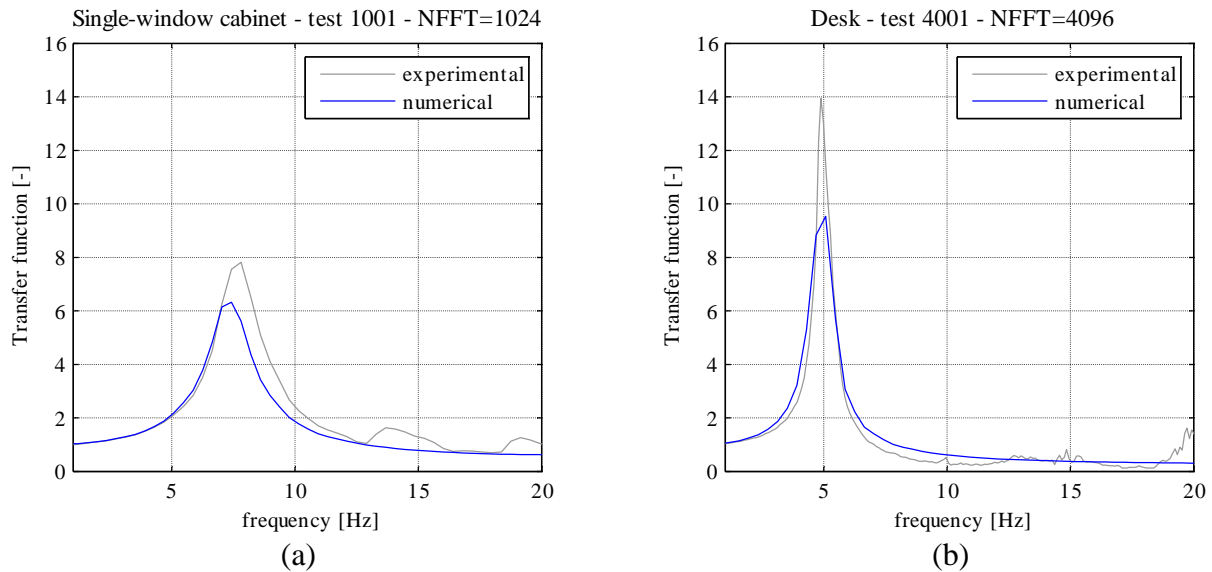 Single-window cabinet - test 1001 - NFFT=1024
16
14
12
10
8
6
4
2
0
Transfer function [-]
experimental
numerical
5
10
15
20
frequency [Hz]
(a)
Desk - test 4001 - NFFT=4096
16
14
12
10
8
6
4
2
0
Transfer function [-]
experimental
numerical
5
10
15
20
frequency [Hz]
(b)